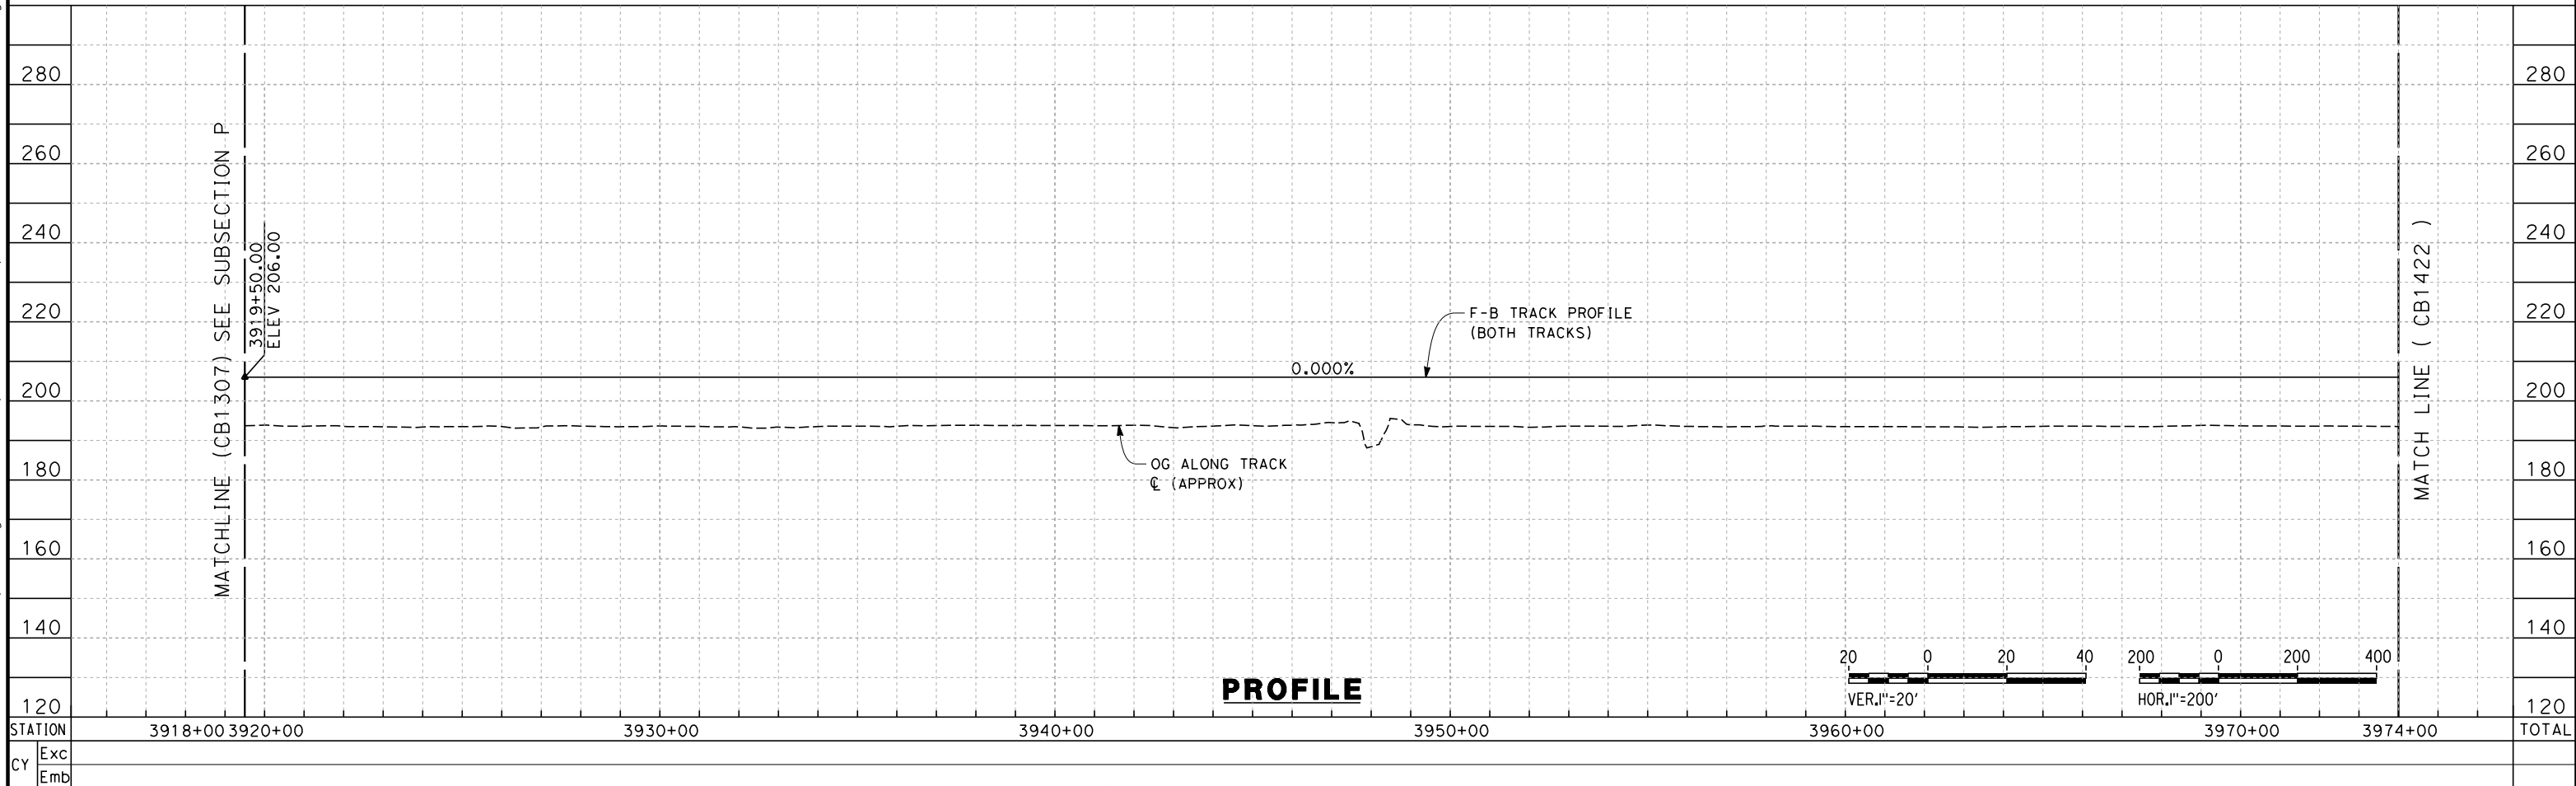 280
280
260
260
240
240
220
220
200
200
180
180
160
160
140
140
120
120
MATCHLINE (CB1307) SEE SUBSECTION P
3919+50.00
ELEV 206.00
0.000%
F-B TRACK PROFILE
(BOTH TRACKS)
OG ALONG TRACK
℄ (APPROX)
MATCH LINE ( CB1422 )
PROFILE
20 0 20 40
VER.1"=20'
200 0 200 400
HOR.1"=200'
STATION 3918+00 3920+00 3930+00 3940+00 3950+00 3960+00 3970+00 3974+00 TOTAL
CY
Exc
Emb